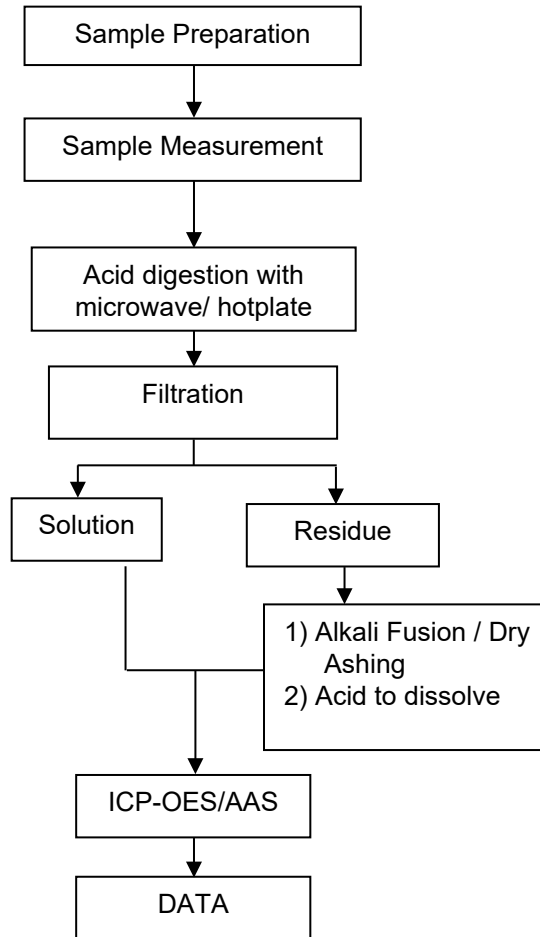 Sample Preparation
Sample Measurement
Acid digestion with
microwave/ hotplate
Filtration
Solution
Residue
1) Alkali Fusion / Dry
Ashing
2) Acid to dissolve
ICP-OES/AAS
DATA